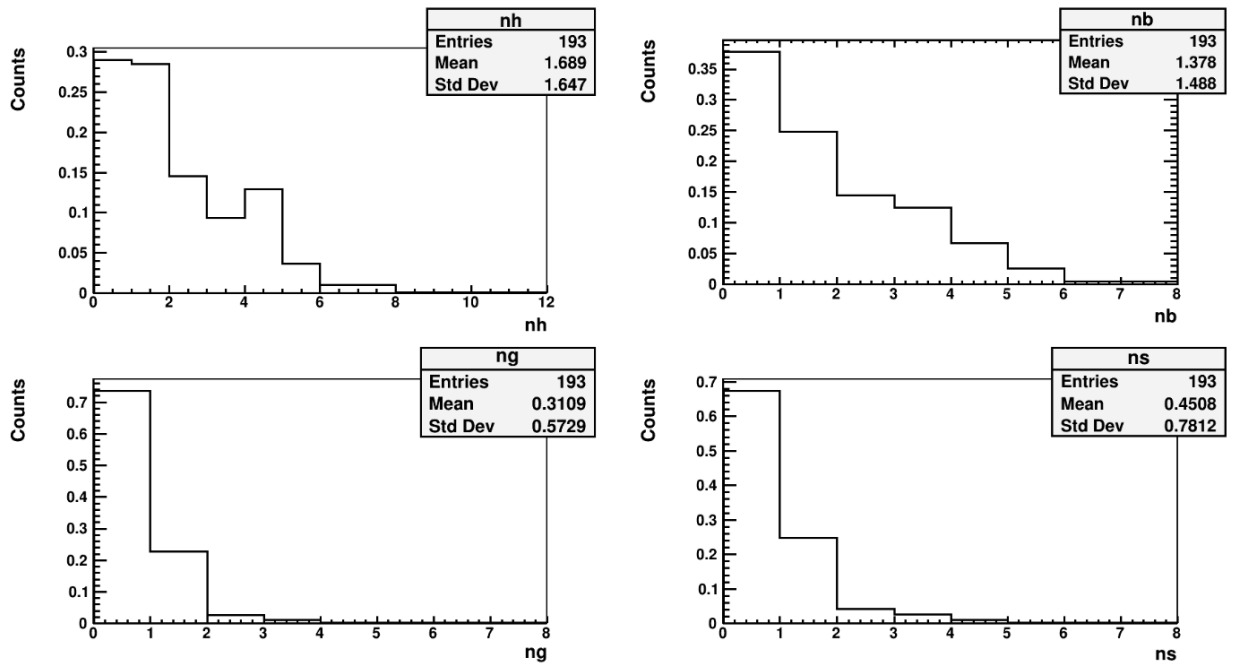 nh
Entries 193
Mean 1.689
Std Dev 1.647
Counts
0.3
0.25
0.2
0.15
0.1
0.05
0
0 2 4 6 8 10 12
nh
nb
Entries 193
Mean 1.378
Std Dev 1.488
Counts
0.35
0.3
0.25
0.2
0.15
0.1
0.05
0
0 1 2 3 4 5 6 7 8
nb
ng
Entries 193
Mean 0.3109
Std Dev 0.5729
Counts
0.7
0.6
0.5
0.4
0.3
0.2
0.1
0
0 1 2 3 4 5 6 7 8
ng
ns
Entries 193
Mean 0.4508
Std Dev 0.7812
Counts
0.7
0.6
0.5
0.4
0.3
0.2
0.1
0
0 1 2 3 4 5 6 7 8
ns